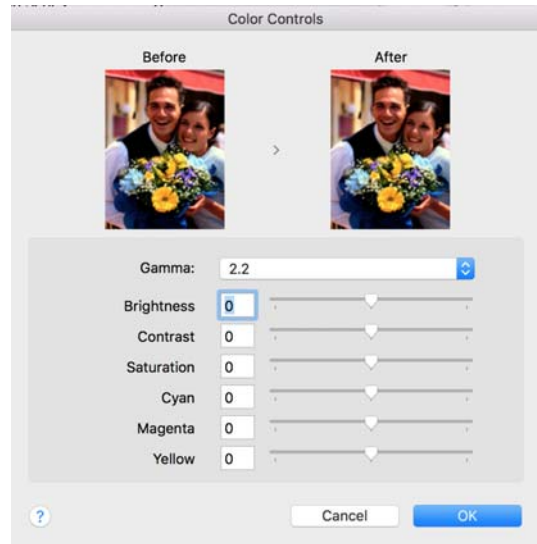 Color Controls
Before After
>
Gamma: 2.2
Brightness 0
Contrast 0
Saturation 0
Cyan 0
Magenta 0
Yellow 0
? Cancel OK